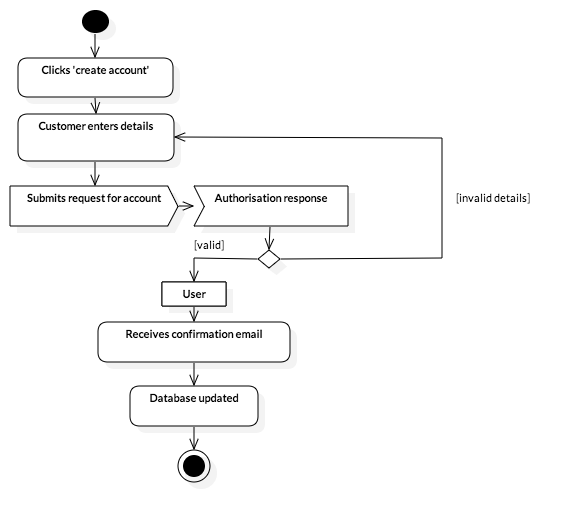 Clicks 'create account'
Customer enters details
Submits request for account
Authorisation response
[invalid details]
[valid]
User
Receives confirmation email
Database updated